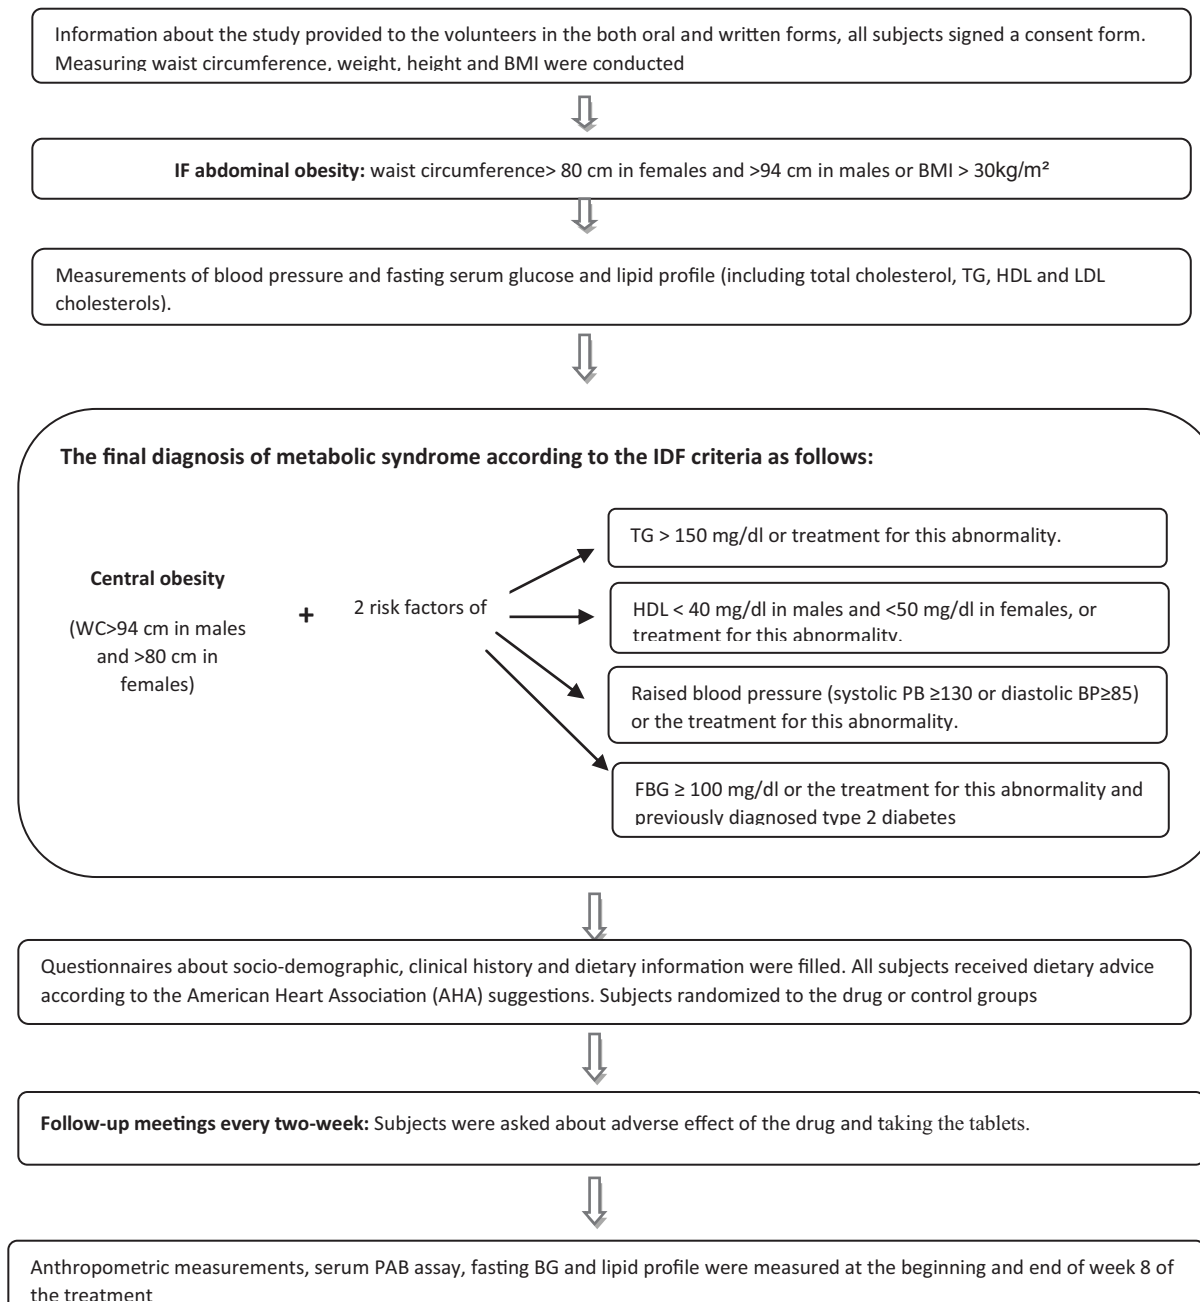 Information about the study provided to the volunteers in the both oral and written forms, all subjects signed a consent form.
Measuring waist circumference, weight, height and BMI were conducted
IF abdominal obesity: waist circumference> 80 cm in females and >94 cm in males or BMI > 30kg/m²
Measurements of blood pressure and fasting serum glucose and lipid profile (including total cholesterol, TG, HDL and LDL
cholesterols).
The final diagnosis of metabolic syndrome according to the IDF criteria as follows:
Central obesity
(WC>94 cm in males
and >80 cm in
females)
+
2 risk factors of
TG > 150 mg/dl or treatment for this abnormality.
HDL < 40 mg/dl in males and <50 mg/dl in females, or
treatment for this abnormality.
Raised blood pressure (systolic PB ≥130 or diastolic BP≥85)
or the treatment for this abnormality.
FBG ≥ 100 mg/dl or the treatment for this abnormality and
previously diagnosed type 2 diabetes
Questionnaires about socio-demographic, clinical history and dietary information were filled. All subjects received dietary advice
according to the American Heart Association (AHA) suggestions. Subjects randomized to the drug or control groups
Follow-up meetings every two-week: Subjects were asked about adverse effect of the drug and taking the tablets.
Anthropometric measurements, serum PAB assay, fasting BG and lipid profile were measured at the beginning and end of week 8 of
the treatment